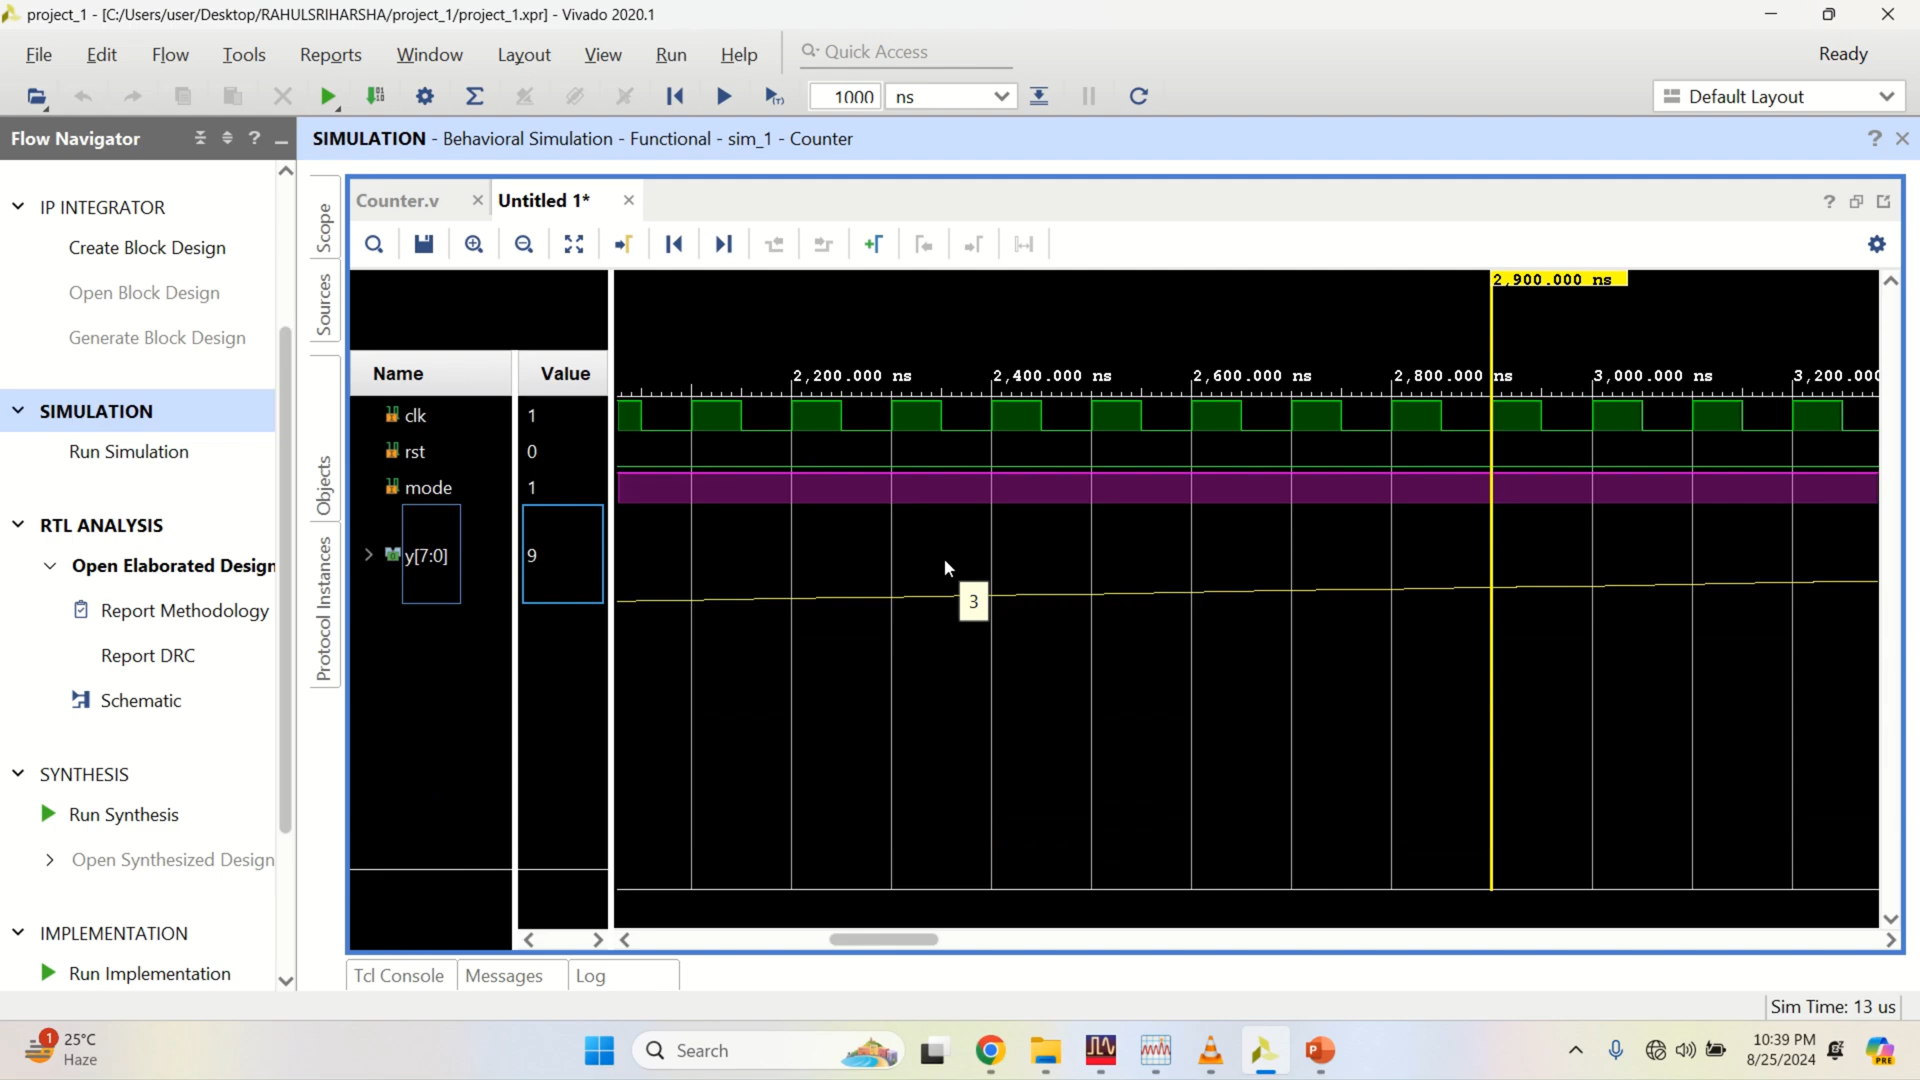 project_1 - [C:/Users/user/Desktop/RAHULSRIHARSHA/project_1/project_1.xpr] - Vivado 2020.1
File Edit Flow Tools Reports Window Layout View Run Help Quick Access Ready
1000 ns Default Layout
Flow Navigator
SIMULATION - Behavioral Simulation - Functional - sim_1 - Counter
IP INTEGRATOR
Create Block Design
Open Block Design
Generate Block Design
SIMULATION
Run Simulation
RTL ANALYSIS
Open Elaborated Design
Report Methodology
Report DRC
Schematic
SYNTHESIS
Run Synthesis
Open Synthesized Design
IMPLEMENTATION
Run Implementation
Scope
Sources
Objects
Protocol Instances
Counter.v Untitled 1*
2,900.000 ns
Name Value
2,200.000 ns 2,400.000 ns 2,600.000 ns 2,800.000 ns 3,000.000 ns 3,200.000
clk 1
rst 0
mode 1
y[7:0] 9
3
Tcl Console Messages Log
Sim Time: 13 us
1
25°C
Haze
Search
10:39 PM
8/25/2024
PRE